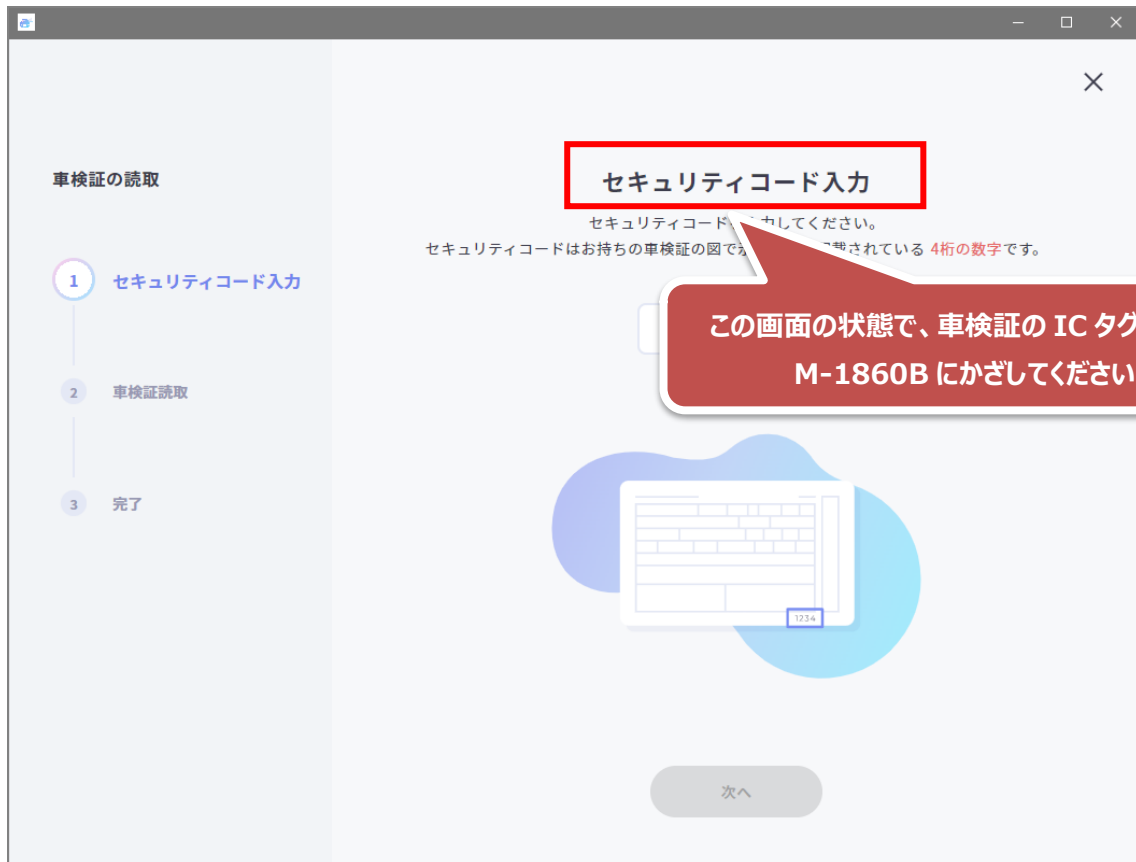 車検証の読取
1 セキュリティコード入力
2 車検証読取
3 完了
セキュリティコード入力
セキュリティコード 入力してください。
セキュリティコードはお持ちの車検証の図で 記載されている 4桁の数字です。
この画面の状態で、車検証の IC タグ
M-1860B にかざしてください
1234
次へ